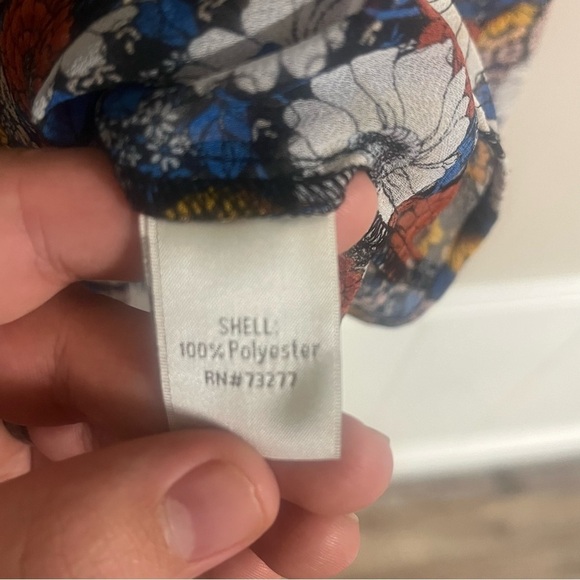 SHELL:
100% Polyester
RN#73277